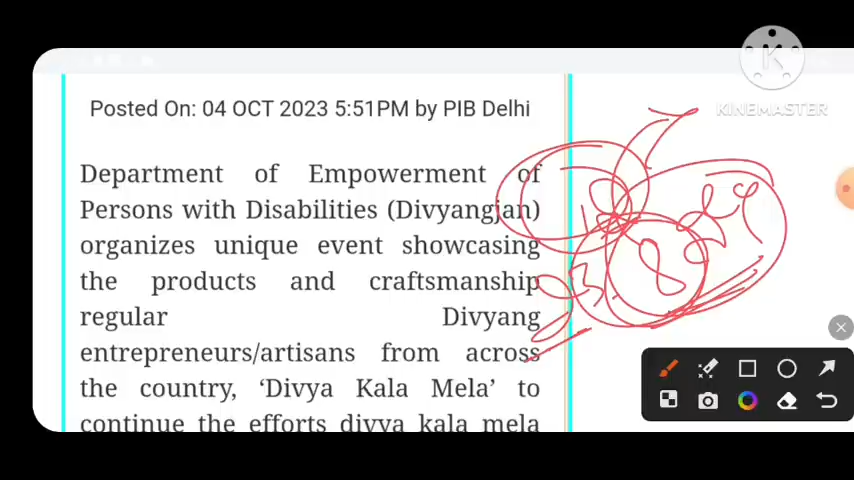 KINEMASTER
Posted On: 04 OCT 2023 5:51PM by PIB Delhi
Department of Empowerment of
Persons with Disabilities (Divyangjan)
organizes unique event showcasing
the products and craftsmanship
regular Divyang
entrepreneurs/artisans from across
the country, ‘Divya Kala Mela’ to
continue the efforts divya kala mela